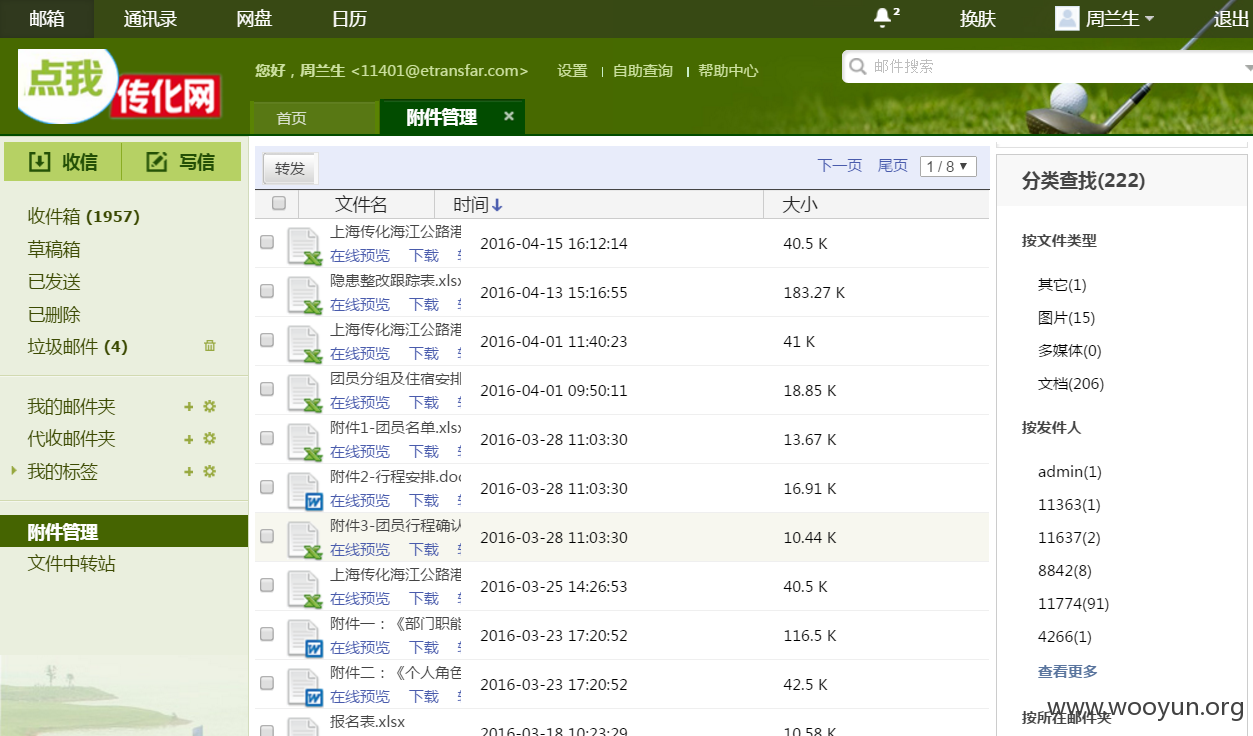 邮箱 通讯录 网盘 日历 2 换肤 周兰生 退出
点我 传化网
您好，周兰生 <11401@etransfar.com> 设置 | 自助查询 | 帮助中心 邮件搜索
首页 附件管理 ×
收信 写信
收件箱 (1957)
草稿箱
已发送
已删除
垃圾邮件 (4)
我的邮件夹 +
代收邮件夹 +
我的标签 +
附件管理
文件中转站
转发 下一页 尾页 1 / 8 ▼
文件名 时间↓ 大小
上海传化海江公路港
在线预览 下载
2016-04-15 16:12:14 40.5 K
隐患整改跟踪表.xlsx
在线预览 下载
2016-04-13 15:16:55 183.27 K
上海传化海江公路港
在线预览 下载
2016-04-01 11:40:23 41 K
团员分组及住宿安排
在线预览 下载
2016-04-01 09:50:11 18.85 K
附件1-团员名单.xlsx
在线预览 下载
2016-03-28 11:03:30 13.67 K
附件2-行程安排.doc
在线预览 下载
2016-03-28 11:03:30 16.91 K
附件3-团员行程确认
在线预览 下载
2016-03-28 11:03:30 10.44 K
上海传化海江公路港
在线预览 下载
2016-03-25 14:26:53 40.5 K
附件一：《部门职能
在线预览 下载
2016-03-23 17:20:52 116.5 K
附件二：《个人角色
在线预览 下载
2016-03-23 17:20:52 42.5 K
报名表.xlsx
2016-03-18 10:23:29 10.58 K
分类查找(222)
按文件类型
其它(1)
图片(15)
多媒体(0)
文档(206)
按发件人
admin(1)
11363(1)
11637(2)
8842(8)
11774(91)
4266(1)
查看更多
按所在邮件夹
www.wooyun.org